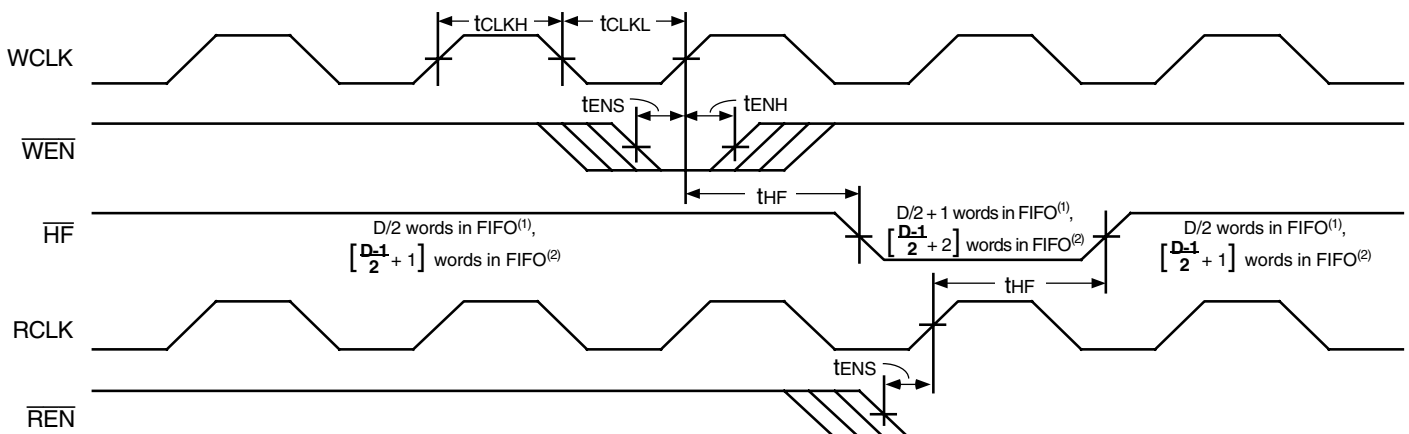 tCLKH tCLKL
WCLK
tENS tENH
WEN
tHF
HF
D/2 words in FIFO(1),
[D-1/2 + 1] words in FIFO(2)
D/2 + 1 words in FIFO(1),
[D-1/2 + 2] words in FIFO(2)
D/2 words in FIFO(1),
[D-1/2 + 1] words in FIFO(2)
tHF
RCLK
tENS
REN